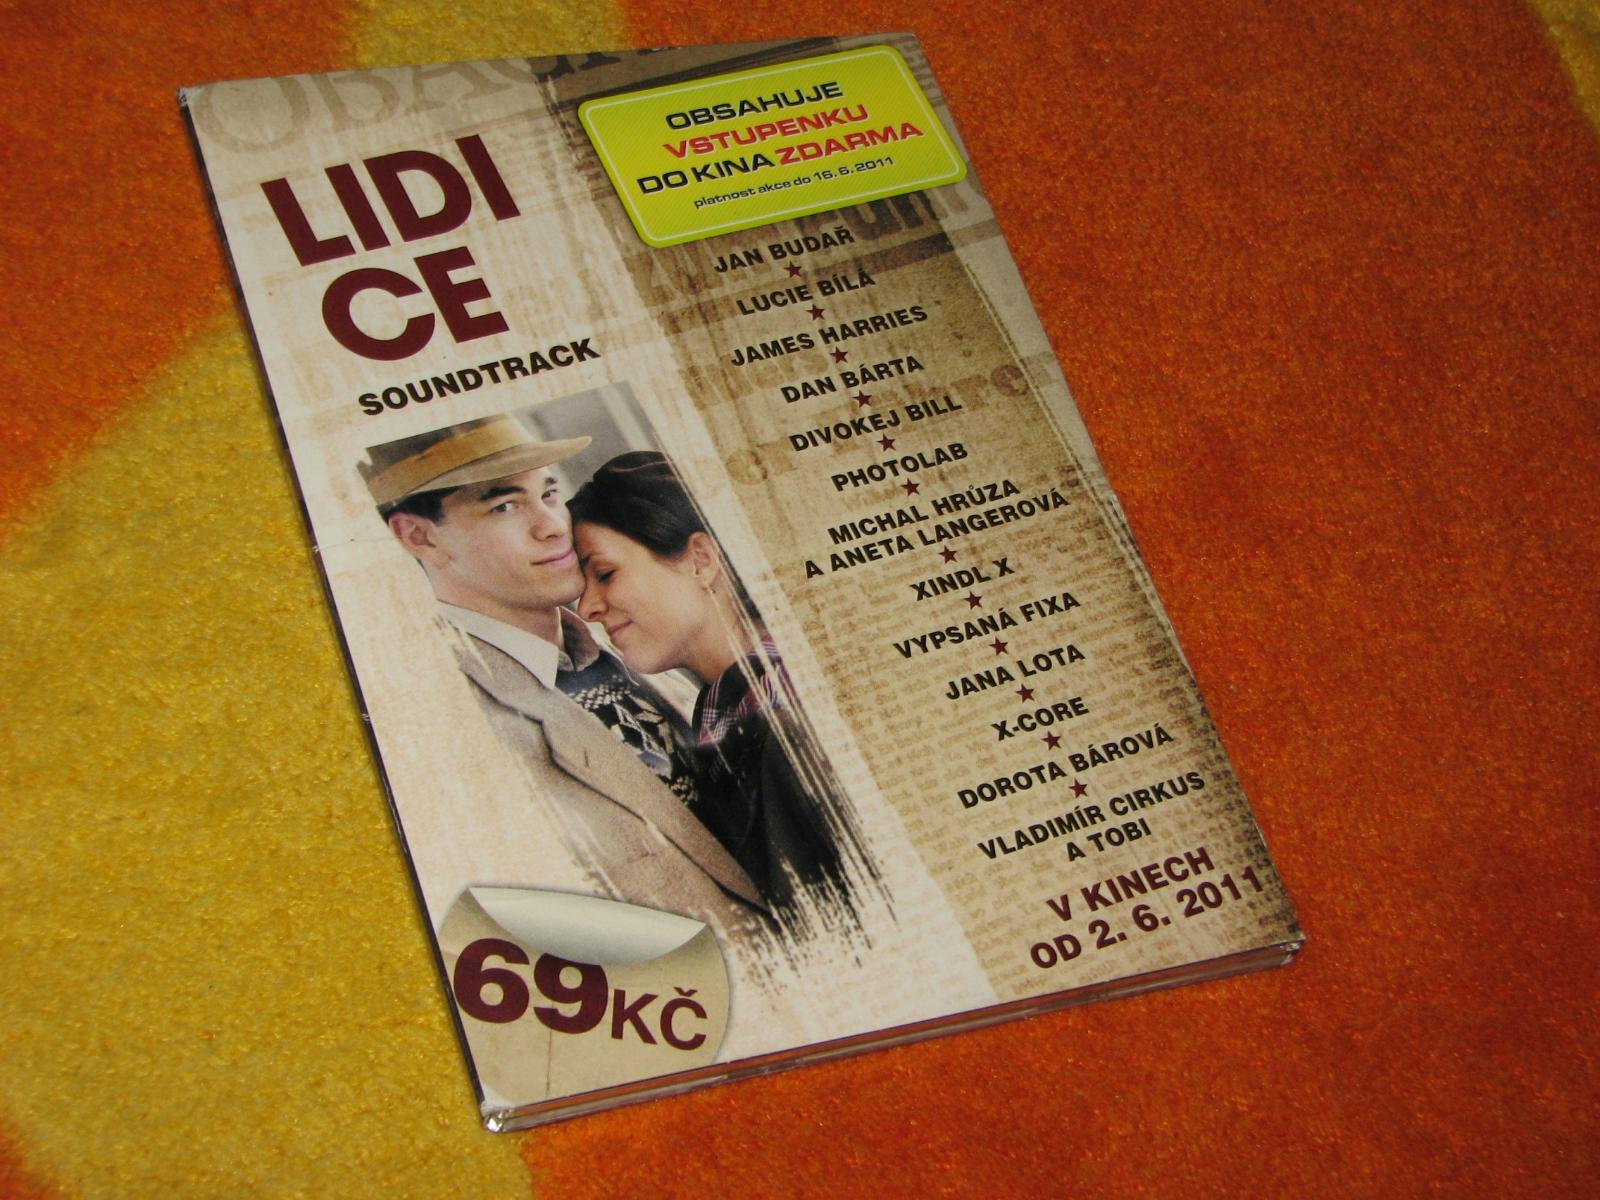 LIDI
CE
SOUNDTRACK
OBSAHUJE
VSTUPENKU
DO KINA ZDARMA
platnost akce do 16.6.2011
JAN BUDAŘ
LUCIE BÍLÁ
JAMES HARRIES
DAN BÁRTA
DIVOKEJ BILL
PHOTOLAB
MICHAL HRŮZA
A ANETA LANGEROVÁ
XINDL X
VYPSANÁ FIXA
JANA LOTA
X-CORE
DOROTA BÁROVÁ
VLADIMÍR CIRKUS
A TOBI
V KINECH
OD 2. 6. 2011
69KČ